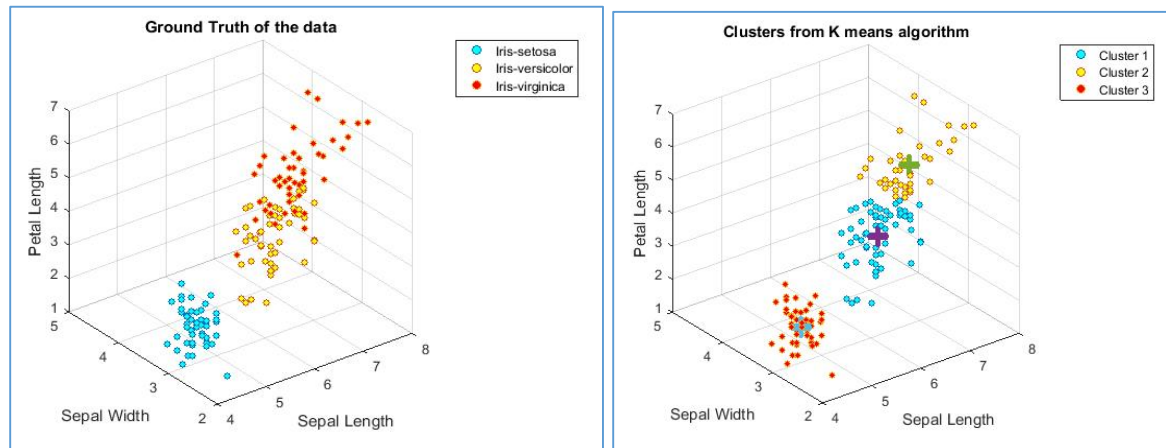 Ground Truth of the data
Iris-setosa
Iris-versicolor
Iris-virginica
7
6
5
4
3
2
1
Petal Length
5
4
3
2
Sepal Width
4
5
6
7
8
Sepal Length
Clusters from K means algorithm
Cluster 1
Cluster 2
Cluster 3
7
6
5
4
3
2
1
Petal Length
5
4
3
2
Sepal Width
4
5
6
7
8
Sepal Length